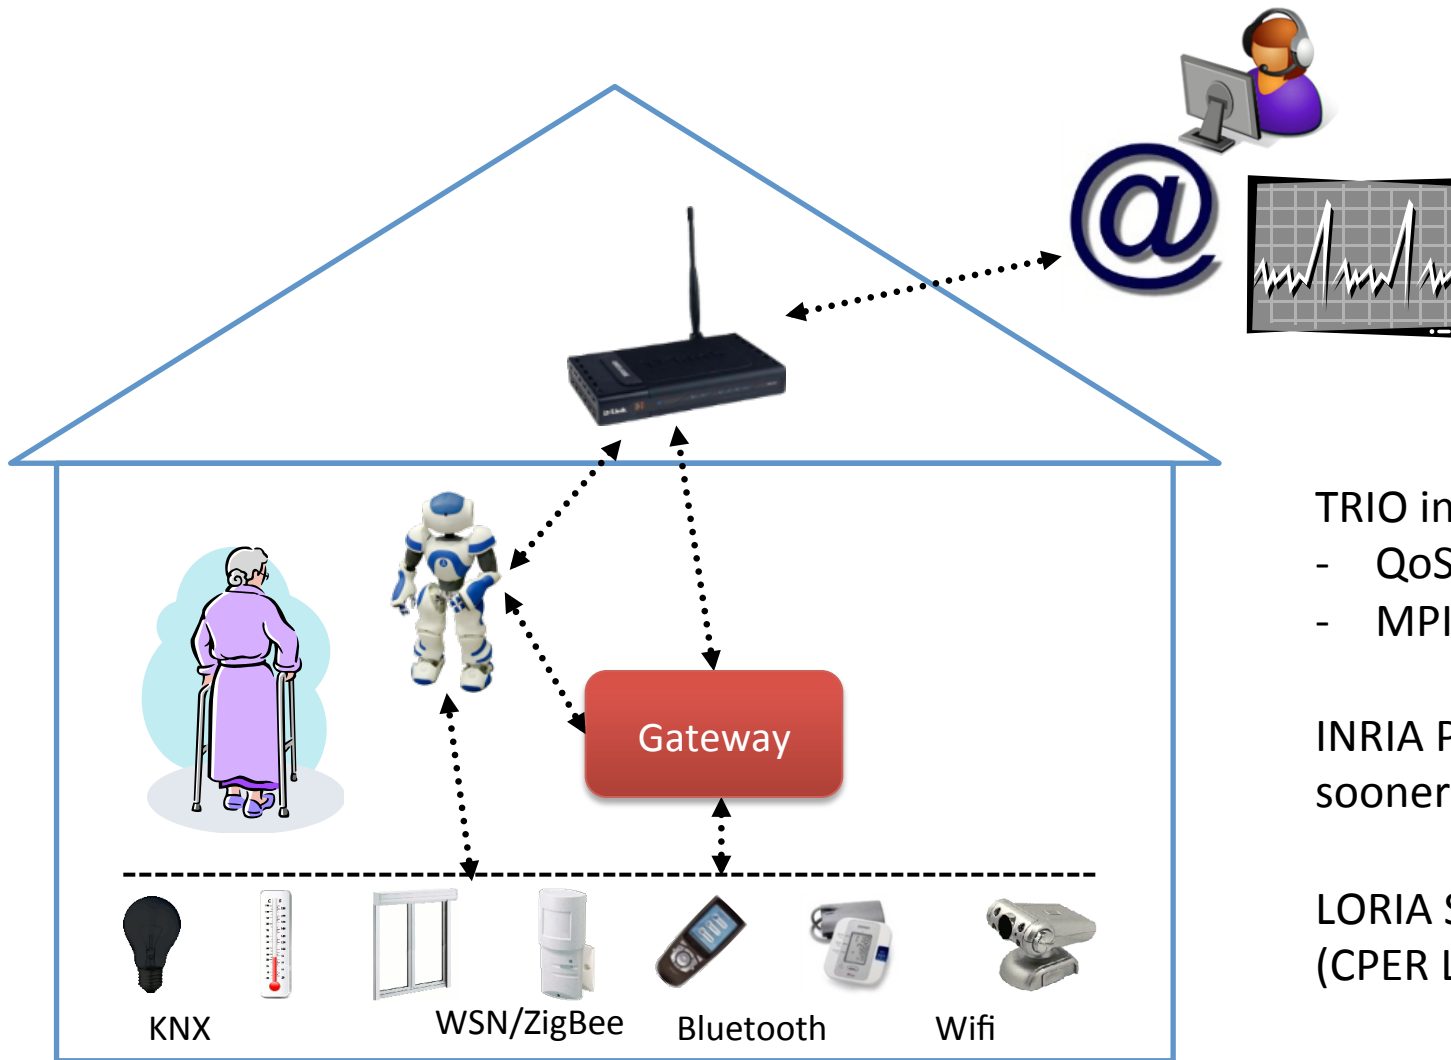 @
TRIO in
- QoS
- MPI
INRIA P
sooner
LORIA S
(CPER L
Gateway
KNX
WSN/ZigBee
Bluetooth
Wifi